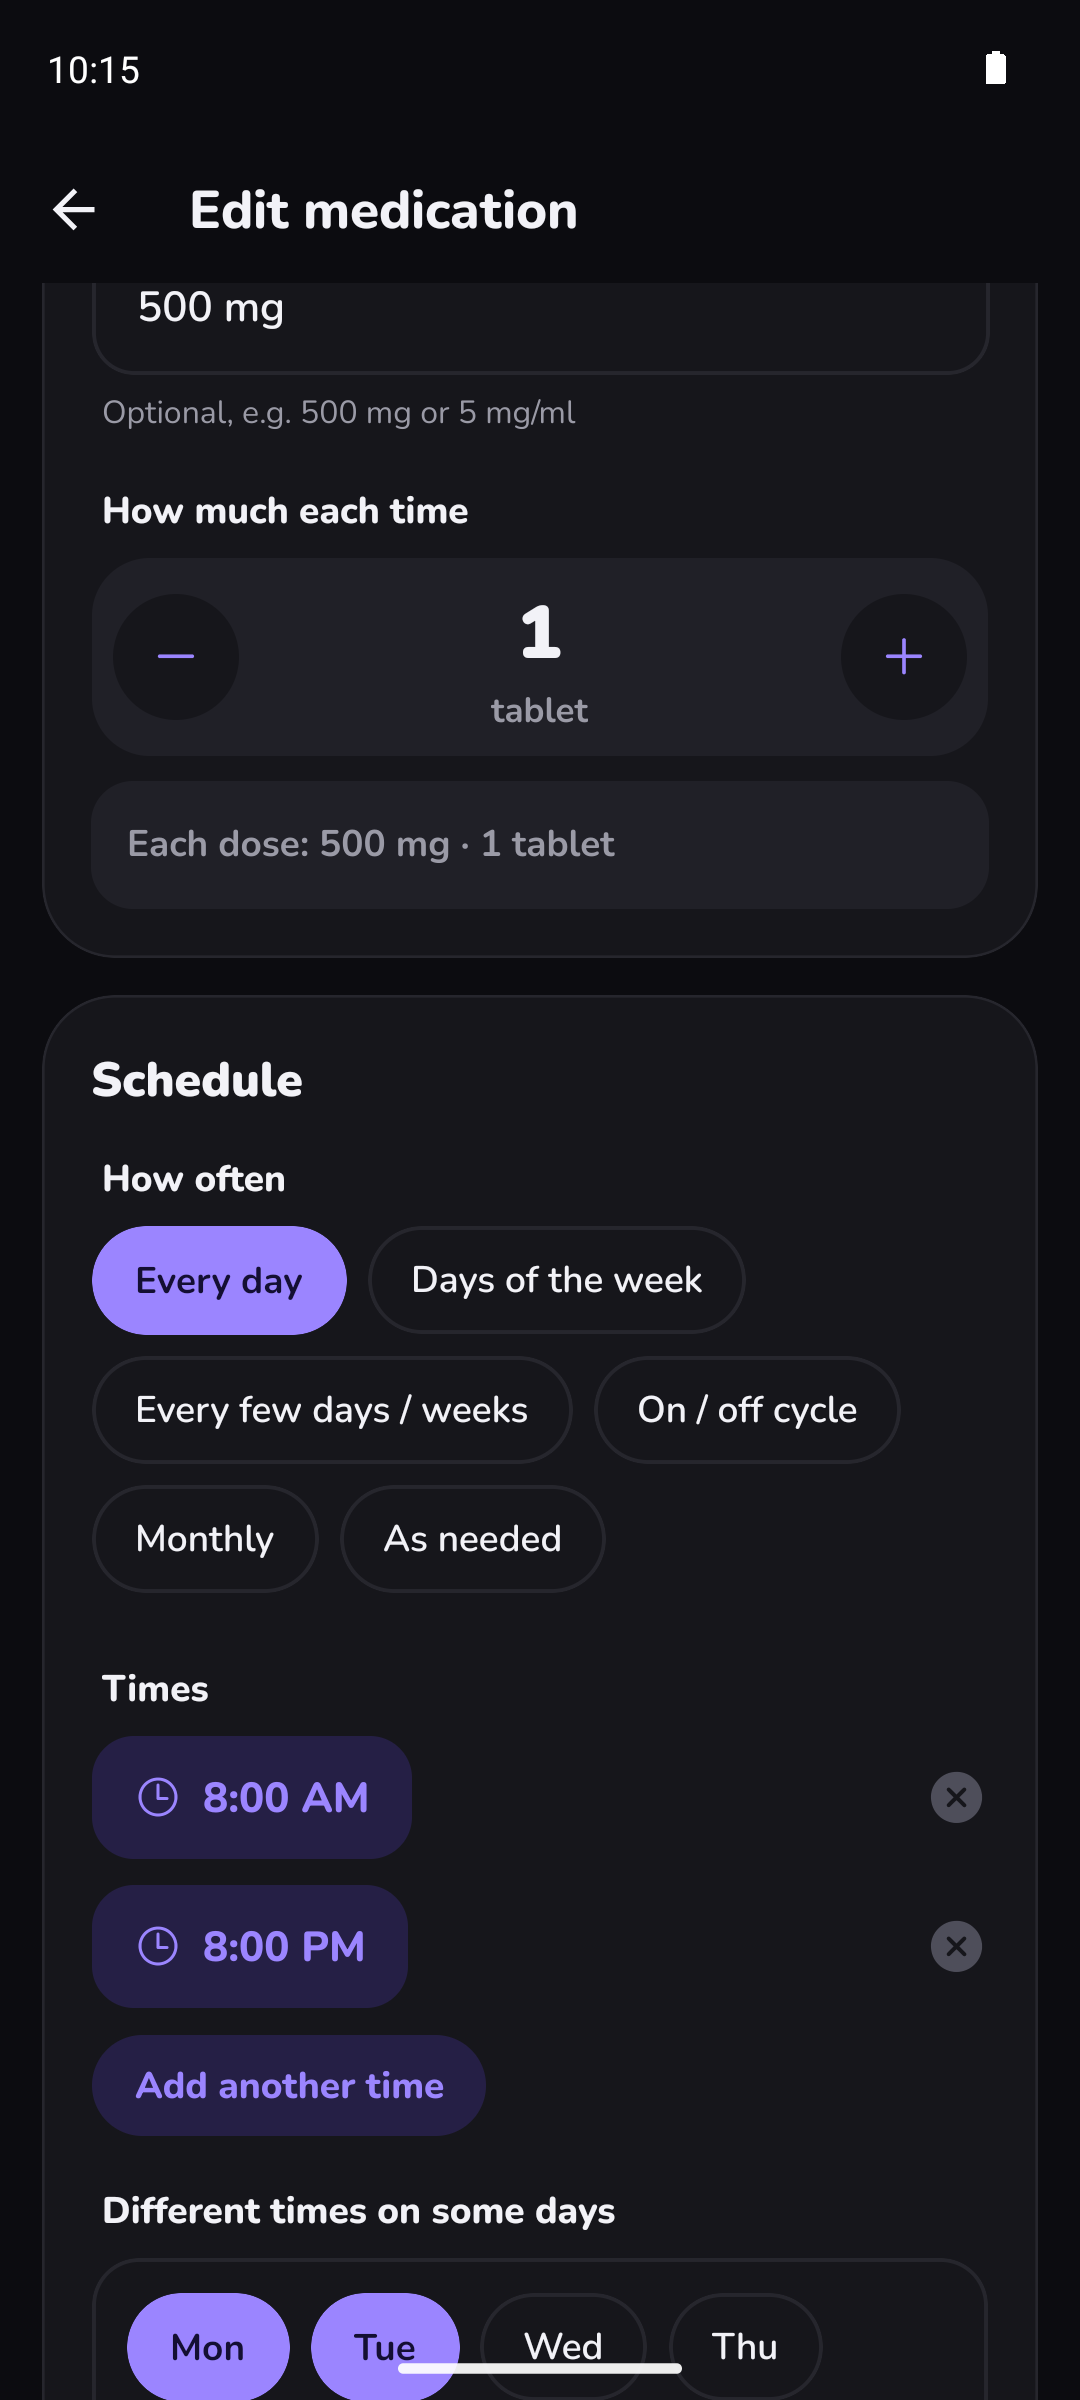 10:15
Edit medication
500 mg
Optional, e.g. 500 mg or 5 mg/ml
How much each time
1
tablet
Each dose: 500 mg · 1 tablet
Schedule
How often
Every day
Days of the week
Every few days / weeks
On / off cycle
Monthly
As needed
Times
8:00 AM
8:00 PM
Add another time
Different times on some days
Mon
Tue
Wed
Thu